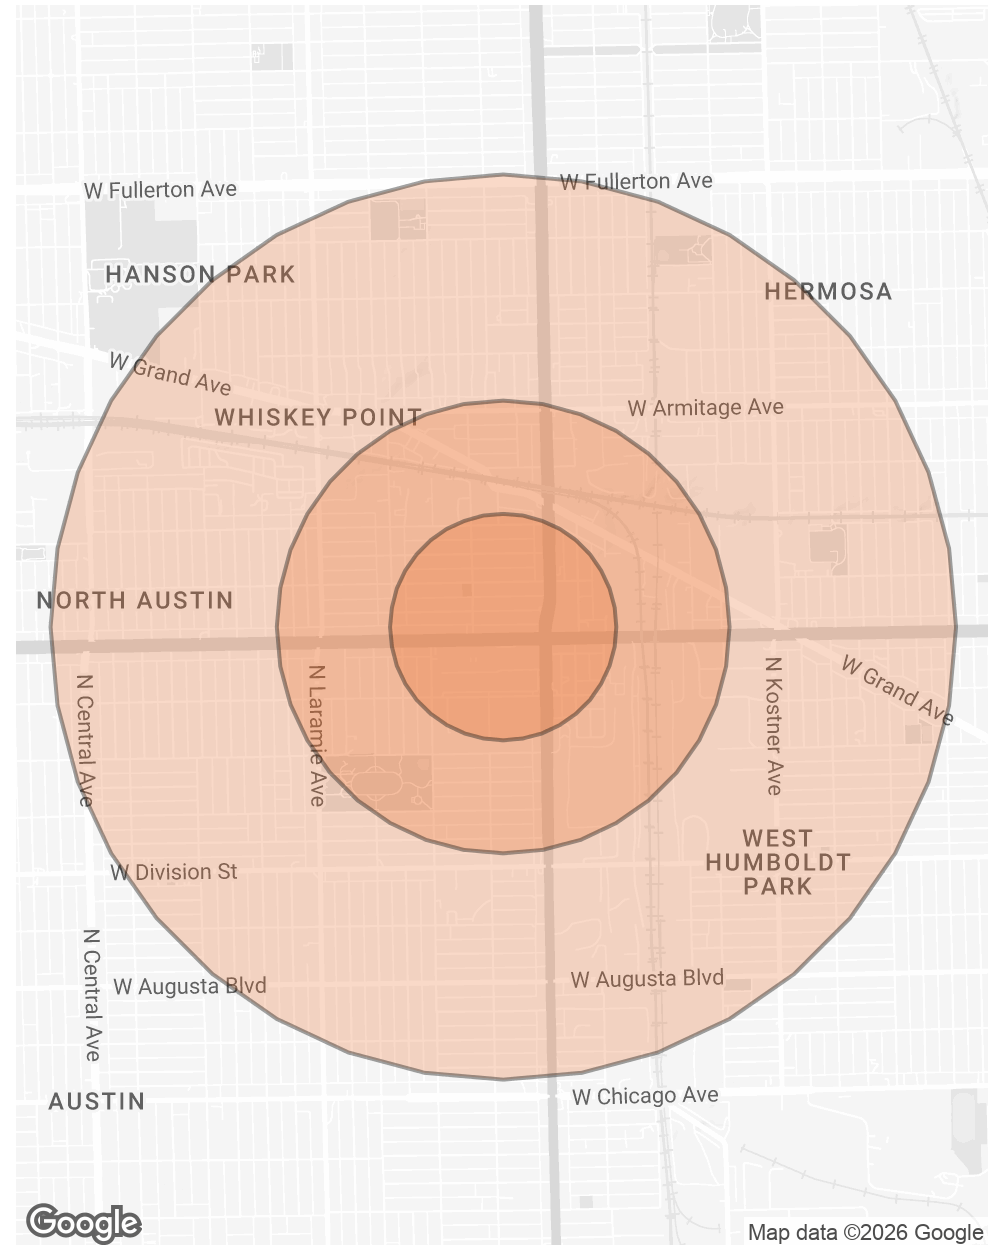 W Fullerton Ave
W Fullerton Ave
HANSON PARK
HERMOSA
W Grand Ave
WHISKEY POINT
W Armitage Ave
NORTH AUSTIN
N Central Ave
N Laramie Ave
N Kostner Ave
W Grand Ave
WEST
HUMBOLDT
PARK
W Division St
N Central Ave
W Augusta Blvd
W Augusta Blvd
AUSTIN
W Chicago Ave
Google
Map data ©2026 Google